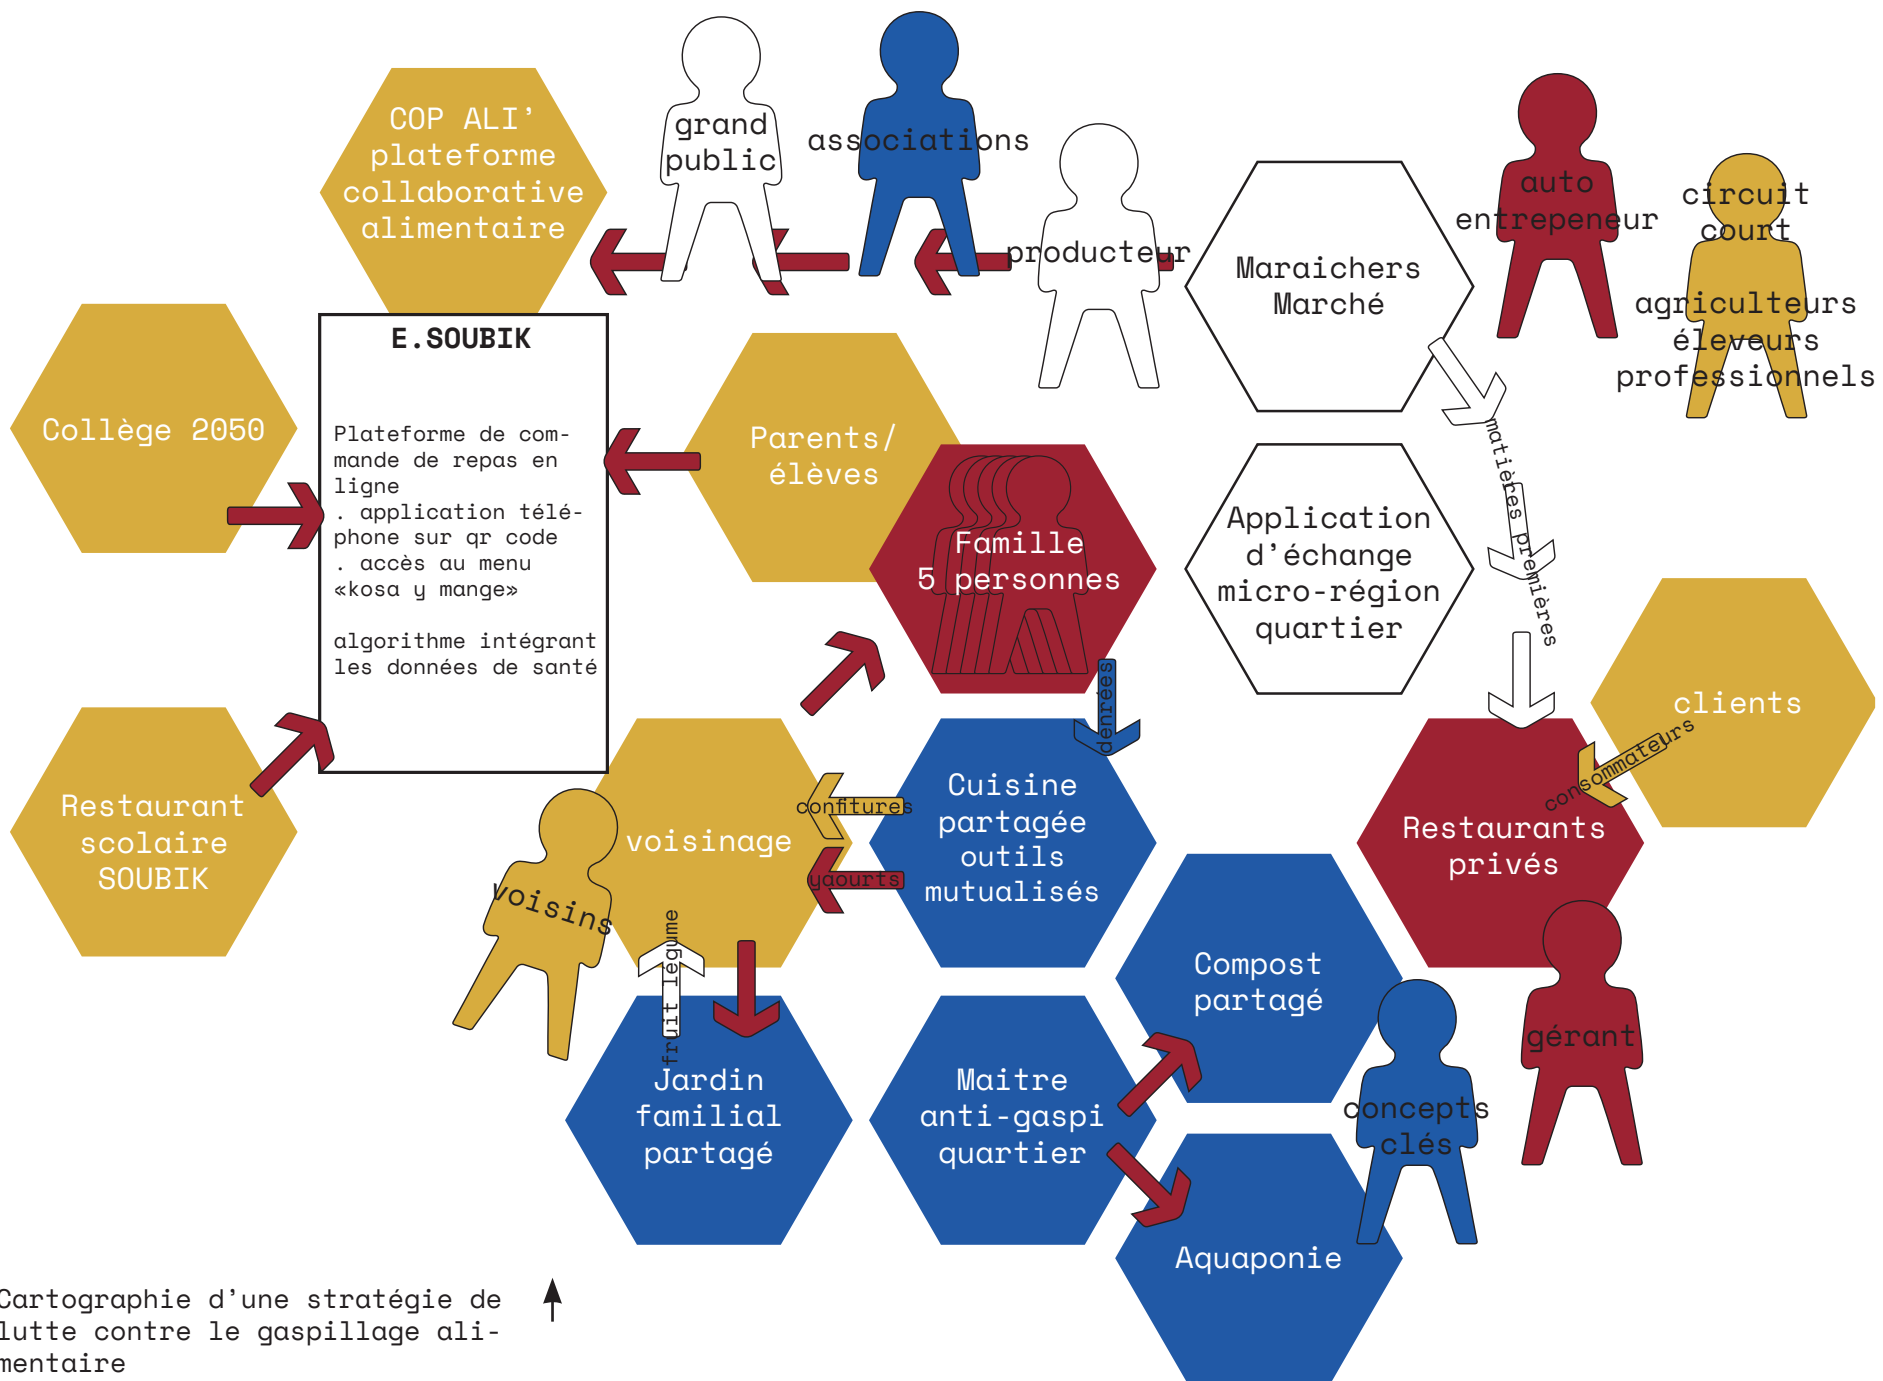 COP ALI'
plateforme
collaborative
alimentaire
grand
public
associations
producteur
Maraichers
Marché
auto
entrepeneur
circuit
court
agriculteurs
éleveurs
professionnels
Collège 2050
E.SOUBIK
Plateforme de com-
mande de repas en
ligne
. application télé-
phone sur qr code
. accès au menu
«kosa y mange»
algorithme intégrant
les données de santé
Parents/
élèves
Famille
5 personnes
Application
d'échange
micro-région
quartier
matières premières
clients
consommateurs
Restaurant
scolaire
SOUBIK
voisinage
voisins
denrées
confitures
yaourts
Cuisine
partagée
outils
mutualisés
Restaurants
privés
gérant
fruit légume
Jardin
familial
partagé
Maitre
anti-gaspi
quartier
Compost
partagé
concepts
clés
Aquaponie
Cartographie d'une stratégie de
lutte contre le gaspillage ali-
mentaire